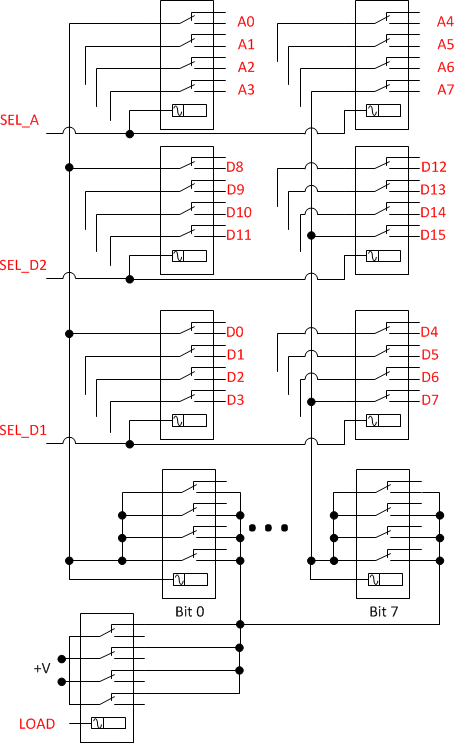 A0 A4
A1 A5
A2 A6
A3 A7
SEL_A
D8 D12
D9 D13
D10 D14
D11 D15
SEL_D2
D0 D4
D1 D5
D2 D6
D3 D7
SEL_D1
Bit 0 Bit 7
+V
LOAD